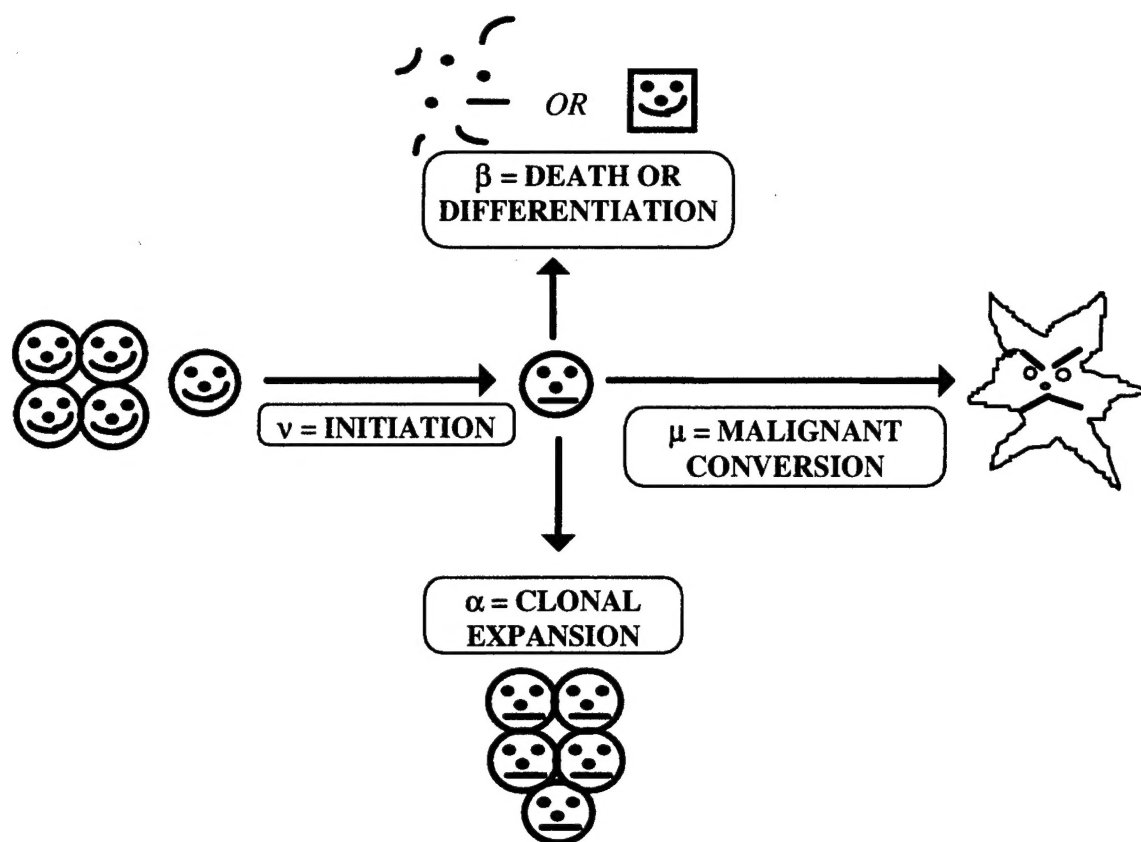 OR
β = DEATH OR
DIFFERENTIATION
ν = INITIATION
μ = MALIGNANT
CONVERSION
α = CLONAL
EXPANSION